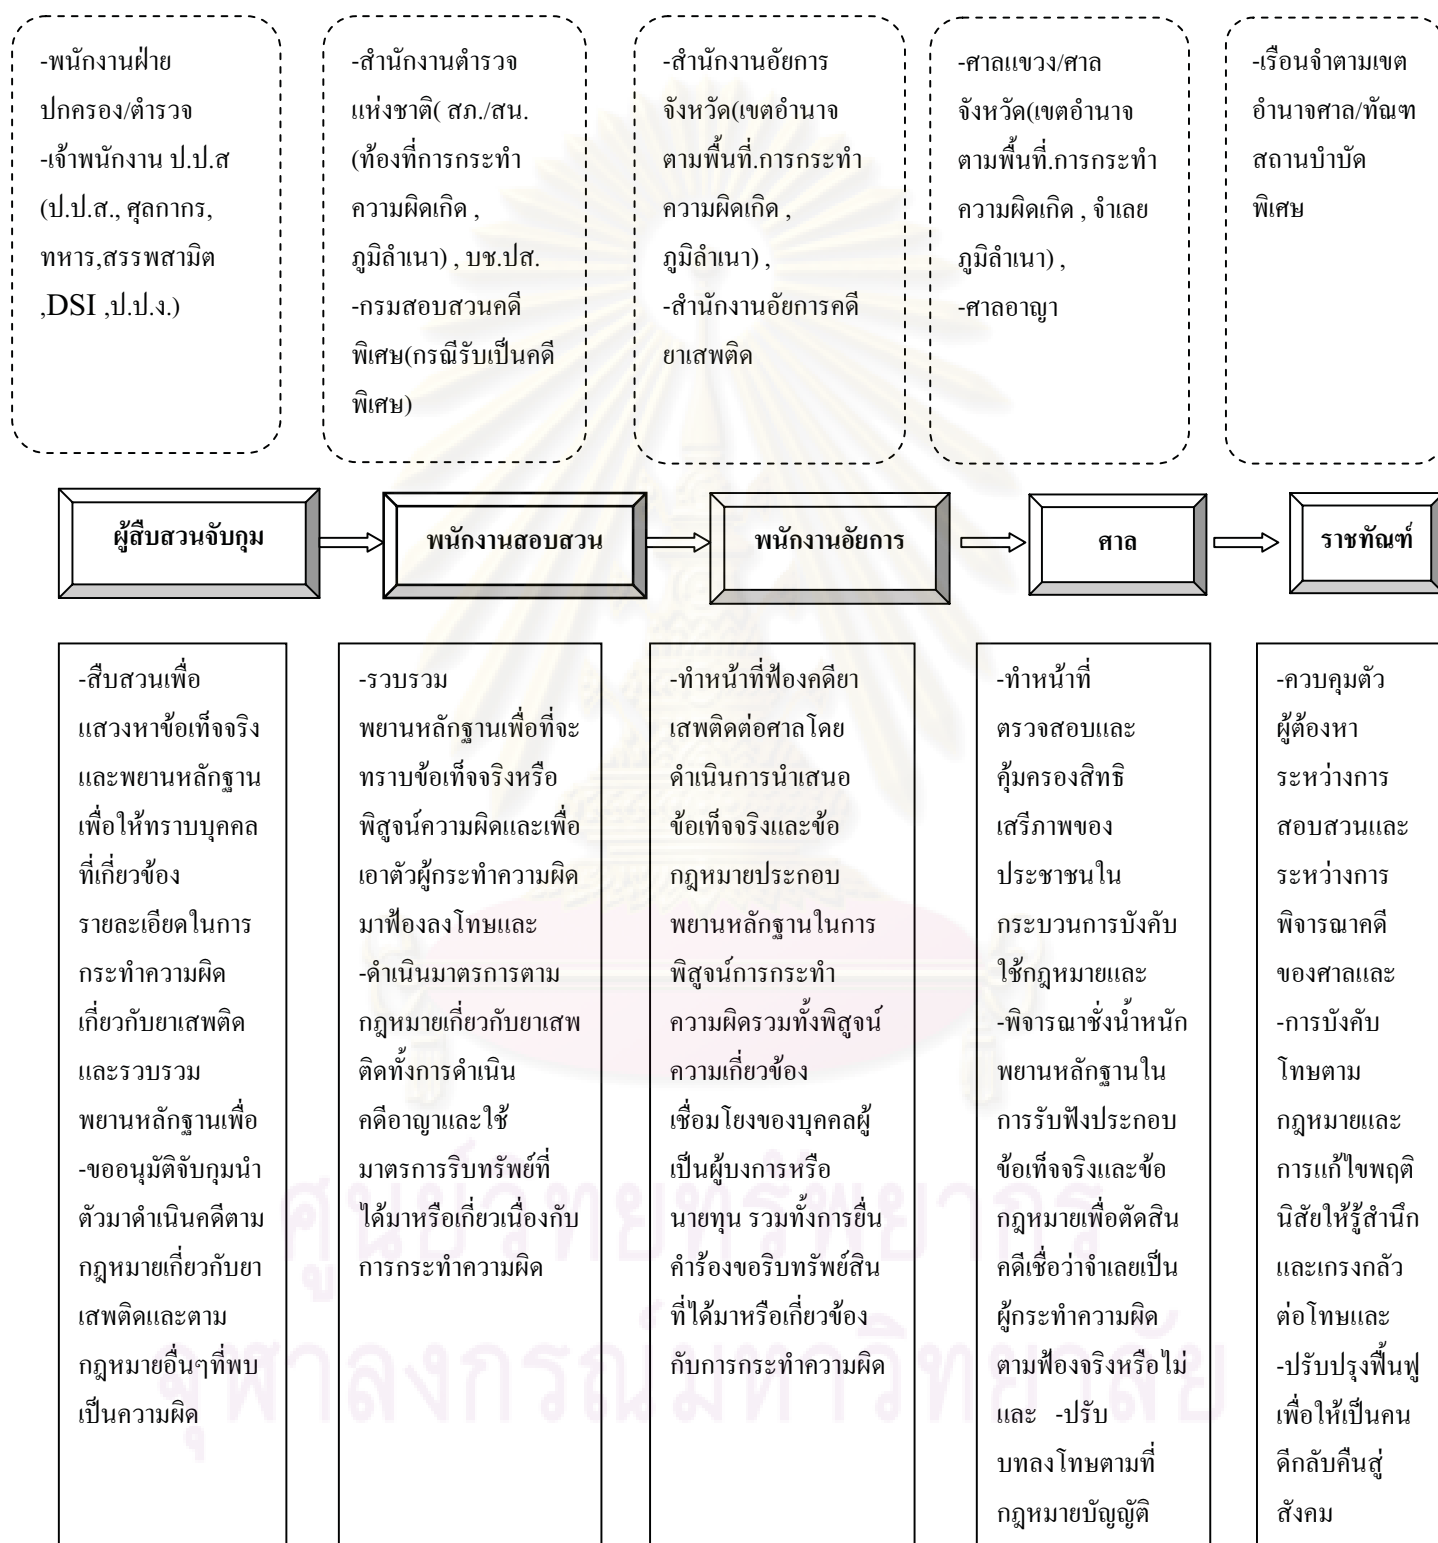 -พนักงานฝ่าย
ปกครอง/ตำรวจ
-เจ้าพนักงาน ป.ป.ส
(ป.ป.ส., ศุลกากร,
ทหาร,สรรพสามิต
,DSI ,ป.ป.ง.)
-สำนักงานตำรวจ
แห่งชาติ( สภ./สน.
(ท้องที่การกระทำ
ความผิดเกิด ,
ภูมิลำเนา) , บช.ปส.
-กรมสอบสวนคดี
พิเศษ(กรณีรับเป็นคดี
พิเศษ)
-สำนักงานอัยการ
จังหวัด(เขตอำนาจ
ตามพื้นที่.การกระทำ
ความผิดเกิด ,
ภูมิลำเนา) ,
-สำนักงานอัยการคดี
ยาเสพติด
-ศาลแขวง/ศาล
จังหวัด(เขตอำนาจ
ตามพื้นที่.การกระทำ
ความผิดเกิด , จำเลย
ภูมิลำเนา) ,
-ศาลอาญา
-เรือนจำตามเขต
อำนาจศาล/ทัณฑ
สถานบำบัด
พิเศษ
ผู้สืบสวนจับกุม
พนักงานสอบสวน
พนักงานอัยการ
ศาล
ราชทัณฑ์
-สืบสวนเพื่อ
แสวงหาข้อเท็จจริง
และพยานหลักฐาน
เพื่อให้ทราบบุคคล
ที่เกี่ยวข้อง
รายละเอียดในการ
กระทำความผิด
เกี่ยวกับยาเสพติด
และรวบรวม
พยานหลักฐานเพื่อ
-ขออนุมัติจับกุมนำ
ตัวมาดำเนินคดีตาม
กฎหมายเกี่ยวกับยา
เสพติดและตาม
กฎหมายอื่นๆที่พบ
เป็นความผิด
-รวบรวม
พยานหลักฐานเพื่อที่จะ
ทราบข้อเท็จจริงหรือ
พิสูจน์ความผิดและเพื่อ
เอาตัวผู้กระทำความผิด
มาฟ้องลงโทษและ
-ดำเนินมาตรการตาม
กฎหมายเกี่ยวกับยาเสพ
ติดทั้งการดำเนิน
คดีอาญาและใช้
มาตรการริบทรัพย์ที่
ได้มาหรือเกี่ยวเนื่องกับ
การกระทำความผิด
-ทำหน้าที่ฟ้องคดียา
เสพติดต่อศาลโดย
ดำเนินการนำเสนอ
ข้อเท็จจริงและข้อ
กฎหมายประกอบ
พยานหลักฐานในการ
พิสูจน์การกระทำ
ความผิดรวมทั้งพิสูจน์
ความเกี่ยวข้อง
เชื่อมโยงของบุคคลผู้
เป็นผู้บงการหรือ
นายทุน รวมทั้งการยื่น
คำร้องขอริบทรัพย์สิน
ที่ได้มาหรือเกี่ยวข้อง
กับการกระทำความผิด
-ทำหน้าที่
ตรวจสอบและ
คุ้มครองสิทธิ
เสรีภาพของ
ประชาชนใน
กระบวนการบังคับ
ใช้กฎหมายและ
-พิจารณาชั่งน้ำหนัก
พยานหลักฐานใน
การรับฟังประกอบ
ข้อเท็จจริงและข้อ
กฎหมายเพื่อตัดสิน
คดีเชื่อว่าจำเลยเป็น
ผู้กระทำความผิด
ตามฟ้องจริงหรือไม่
และ -ปรับ
บทลงโทษตามที่
กฎหมายบัญญัติ
-ควบคุมตัว
ผู้ต้องหา
ระหว่างการ
สอบสวนและ
ระหว่างการ
พิจารณาคดี
ของศาลและ
-การบังคับ
โทษตาม
กฎหมายและ
การแก้ไขพฤติ
นิสัยให้รู้สำนึก
และเกรงกลัว
ต่อโทษและ
-ปรับปรุงฟื้นฟู
เพื่อให้เป็นคน
ดีกลับคืนสู่
สังคม
ศูนย์วิทยทรัพยากร
จุฬาลงกรณ์มหาวิทยาลัย